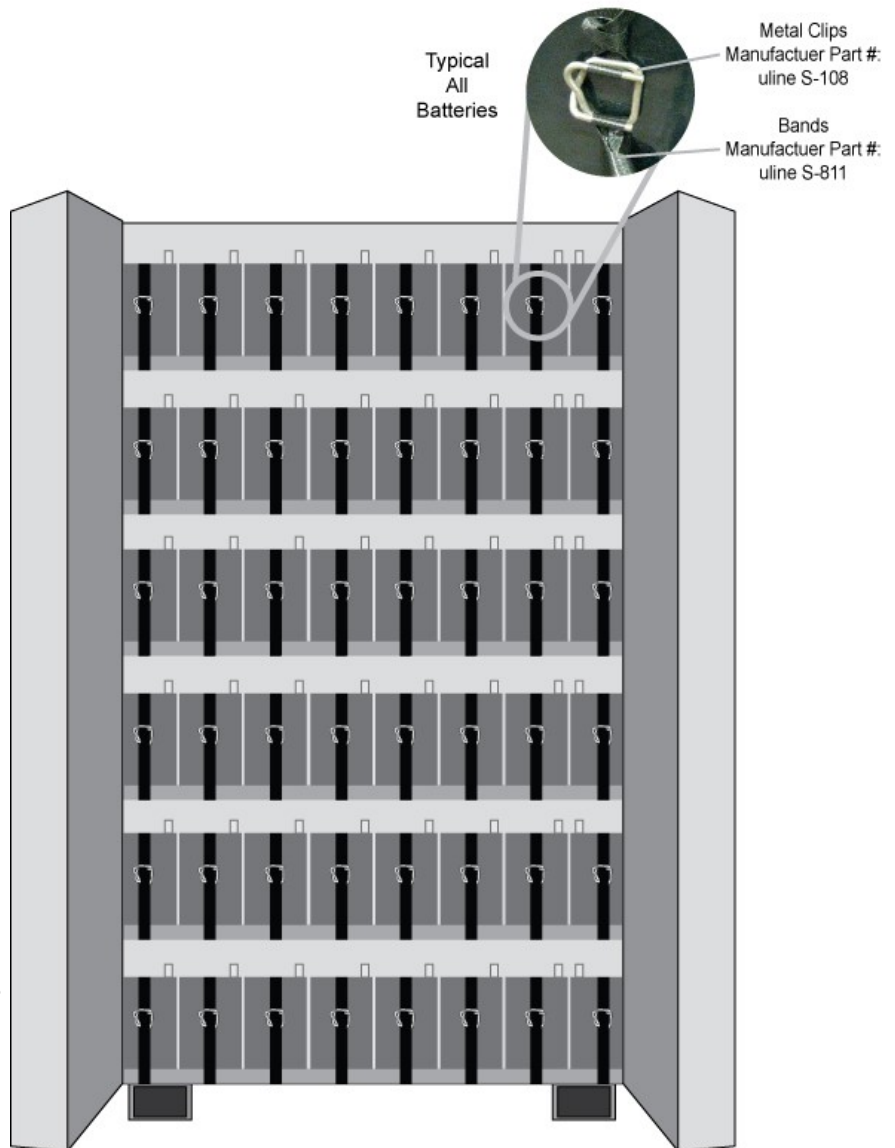 Typical
All
Batteries
Metal Clips
Manufactuer Part #:
uline S-108
Bands
Manufactuer Part #:
uline S-811